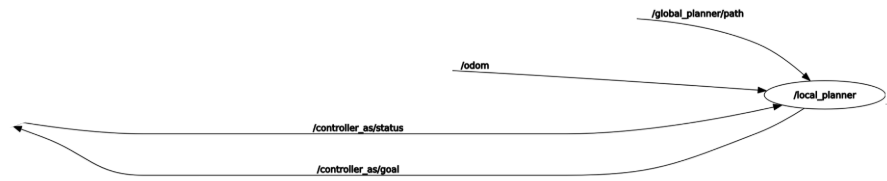 /global_planner/path
/odom
/local_planner
/controller_as/status
/controller_as/goal